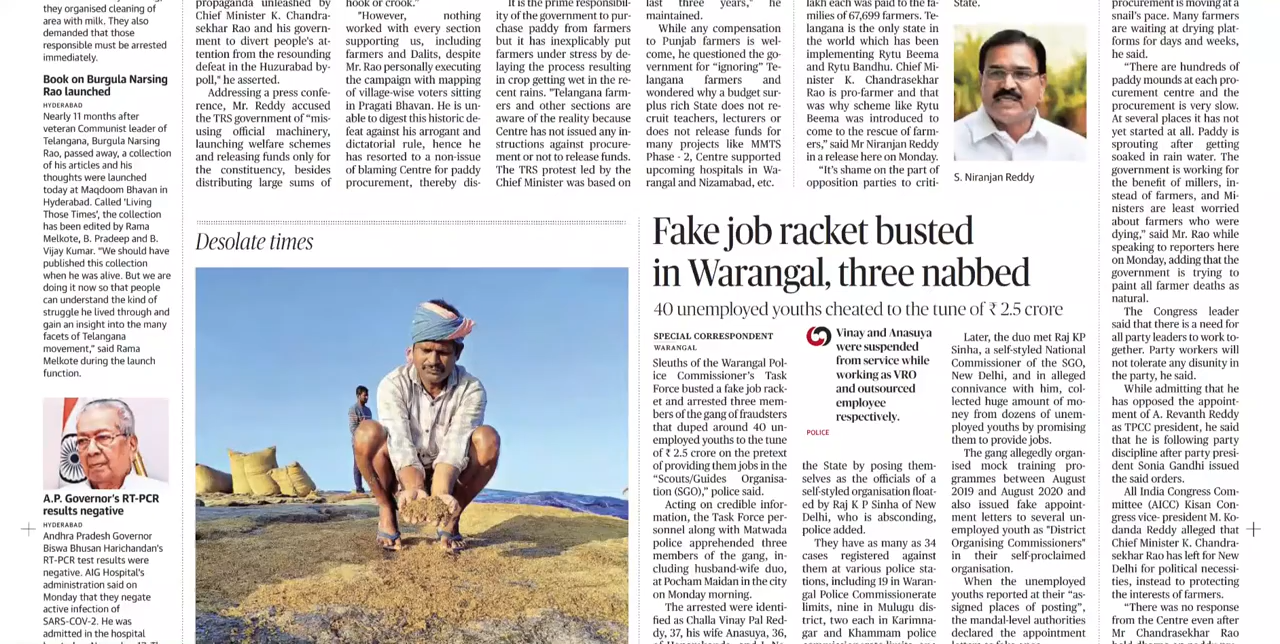 they organised cleaning of
area with milk. They also
demanded that those
responsible must be arrested
immediately.
Book on Burgula Narsing
Rao launched
HYDERABAD
Nearly 11 months after
veteran Communist leader of
Telangana, Burgula Narsing
Rao, passed away, a collection
of his articles and his
thoughts were launched
today at Maqdoom Bhavan in
Hyderabad. Called 'Living
Those Times', the collection
has been edited by Rama
Melkote, B. Pradeep and B.
Vijay Kumar. "We should have
published this collection
when he was alive. But we are
doing it now so that people
can understand the kind of
struggle he lived through and
gain an insight into the many
facets of Telangana
movement," said Rama
Melkote during the launch
function.
A.P. Governor's RT-PCR
results negative
HYDERABAD
Andhra Pradesh Governor
Biswa Bhusan Harichandan's
RT-PCR test results were
negative. AIG Hospital's
administration said on
Monday that they negate
active infection of
SARS-COV-2. He was
admitted in the hospital
propaganda unleashed by
Chief Minister K. Chandra-
sekhar Rao and his govern-
ment to divert people's at-
tention from the resounding
defeat in the Huzurabad by-
poll," he asserted.
Addressing a press confe-
rence, Mr. Reddy accused
the TRS government of "mis-
using official machinery,
launching welfare schemes
and releasing funds only for
the constituency, besides
distributing large sums of
hook or crook."
"However, nothing
worked with every section
supporting us, including
farmers and Dalits, despite
Mr. Rao personally executing
the campaign with mapping
of village-wise voters sitting
in Pragati Bhavan. He is un-
able to digest this historic de-
feat against his arrogant and
dictatorial rule, hence he
has resorted to a non-issue
of blaming Centre for paddy
procurement, thereby dis-
It is the prime responsibil-
ity of the government to pur-
chase paddy from farmers
but it has inexplicably put
farmers under stress by de-
laying the process resulting
in crop getting wet in the re-
cent rains. "Telangana farm-
ers and other sections are
aware of the reality because
Centre has not issued any in-
structions against procure-
ment or not to release funds.
The TRS protest led by the
Chief Minister was based on
last three years," he
maintained.
While any compensation
to Punjab farmers is wel-
come, he questioned the go-
vernment for "ignoring" Te-
langana farmers and
wondered why a budget sur-
plus rich State does not re-
cruit teachers, lecturers or
does not release funds for
many projects like MMTS
Phase - 2, Centre supported
upcoming hospitals in Wa-
rangal and Nizamabad, etc.
lakh each was paid to the fa-
milies of 67,699 farmers. Te-
langana is the only state in
the world which has been
implementing Rytu Beema
and Rytu Bandhu. Chief Mi-
nister K. Chandrasekhar
Rao is pro-farmer and that
was why scheme like Rytu
Beema was introduced to
come to the rescue of farm-
ers," said Mr Niranjan Reddy
in a release here on Monday.
"It's shame on the part of
opposition parties to criti-
State.
S. Niranjan Reddy
Desolate times
Fake job racket busted
in Warangal, three nabbed
40 unemployed youths cheated to the tune of ₹ 2.5 crore
SPECIAL CORRESPONDENT
WARANGAL
Sleuths of the Warangal Pol-
ice Commissioner's Task
Force busted a fake job rack-
et and arrested three mem-
bers of the gang of fraudsters
that duped around 40 un-
employed youths to the tune
of ₹ 2.5 crore on the pretext
of providing them jobs in the
"Scouts/Guides Organisa-
tion (SGO)," police said.
Acting on credible infor-
mation, the Task Force per-
sonnel along with Matwada
police apprehended three
members of the gang, in-
cluding husband-wife duo,
at Pocham Maidan in the city
on Monday morning.
The arrested were identi-
fied as Challa Vinay Pal Red-
dy, 37, his wife Anasuya, 36,
Vinay and Anasuya
were suspended
from service while
working as VRO
and outsourced
employee
respectively.
POLICE
the State by posing them-
selves as the officials of a
self-styled organisation float-
ed by Raj K P Sinha of New
Delhi, who is absconding,
police added.
They have as many as 34
cases registered against
them at various police sta-
tions, including 19 in Waran-
gal Police Commissionerate
limits, nine in Mulugu dis-
trict, two each in Karimna-
gar and Khammam police
Later, the duo met Raj KP
Sinha, a self-styled National
Commissioner of the SGO,
New Delhi, and in alleged
connivance with him, col-
lected huge amount of mo-
ney from dozens of unem-
ployed youths by promising
them to provide jobs.
The gang allegedly organ-
ised mock training pro-
grammes between August
2019 and August 2020 and
also issued fake appoint-
ment letters to several un-
employed youth as "District
Organising Commissioners"
in their self-proclaimed
organisation.
When the unemployed
youths reported at their "as-
signed places of posting",
the mandal-level authorities
declared the appointment
procurement is moving at a
snail's pace. Many farmers
are waiting at drying plat-
forms for days and weeks,
he said.
"There are hundreds of
paddy mounds at each pro-
curement centre and the
procurement is very slow.
At several places it has not
yet started at all. Paddy is
sprouting after getting
soaked in rain water. The
government is working for
the benefit of millers, in-
stead of farmers, and Mi-
nisters are least worried
about farmers who were
dying," said Mr. Rao while
speaking to reporters here
on Monday, adding that the
government is trying to
paint all farmer deaths as
natural.
The Congress leader
said that there is a need for
all party leaders to work to-
gether. Party workers will
not tolerate any disunity in
the party, he said.
While admitting that he
has opposed the appoint-
ment of A. Revanth Reddy
as TPCC president, he said
that he is following party
discipline after party presi-
dent Sonia Gandhi issued
the said orders.
All India Congress Com-
mittee (AICC) Kisan Con-
gress vice- president M. Ko-
danda Reddy alleged that
Chief Minister K. Chandra-
sekhar Rao has left for New
Delhi for political necessi-
ties, instead to protecting
the interests of farmers.
"There was no response
from the Centre even after
Mr Chandrasekhar Rao